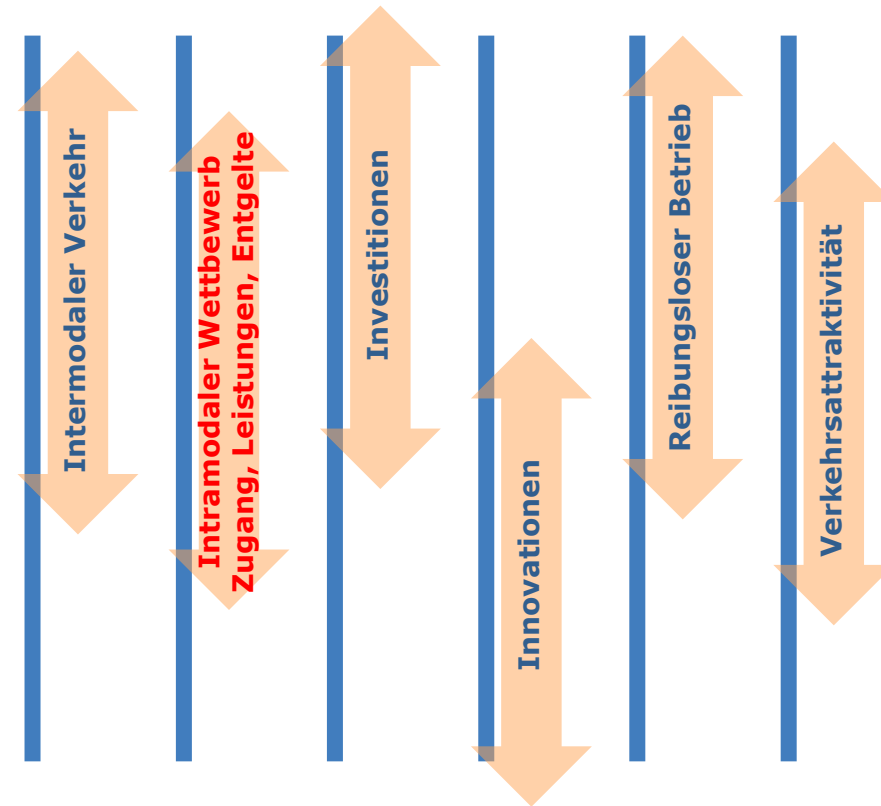 Intermodaler Verkehr
Intramodaler Wettbewerb
Zugang, Leistungen, Entgelte
Investitionen
Innovationen
Reibungsloser Betrieb
Verkehrsattraktivität